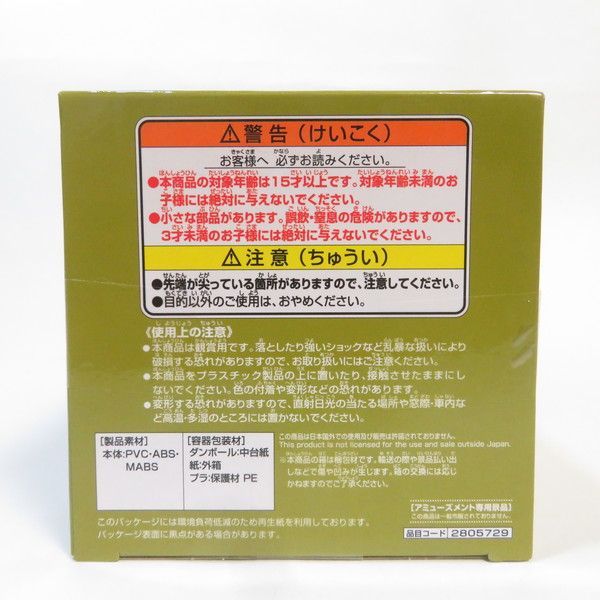 ⚠警告(けいこく)
お客様へ 必ずお読みください。
●本商品の対象年齢は15才以上です。対象年齢未満のお
子様には絶対に与えないでください。
●小さな部品があります。誤飲・窒息の危険がありますので、
3才未満のお子様には絶対に与えないでください。
⚠注意(ちゅうい)
●先端が尖っている箇所がありますので、注意してください。
●目的以外のご使用は、おやめください。
《使用上の注意》
●本商品は観賞用です。落としたり強いショックなど乱暴な扱いにより
破損する恐れがありますので、お取り扱いにはご注意ください。
●本商品をプラスチック製品の上に置いたり、接触させたままにし
ないでください。色の付着や変形などの恐れがあります。
●変形する恐れがありますので、直射日光の当たる場所や窓際・車内な
ど高温・多湿のところには置かないでください。
【製品素材】
本体:PVC・ABS・
MABS
【容器包装材】
ダンボール:中台紙
紙:外箱
プラ:保護材 PE
この商品は日本国外での使用及び販売は許諾されておりません。
This product is not licensed for the use and sale outside Japan.
※本商品の箱は梱包材です。輸送の際や景品払い出
しなどで傷や凹みが生じます。箱の交換には応じ
かねますのでご了承ください。
【アミューズメント専用景品】
この商品は一般市販されておりません。
品目コード 2805729
このパッケージには環境負荷低減のため再生紙を利用しております。
パッケージ表面に黒点がある場合があります。